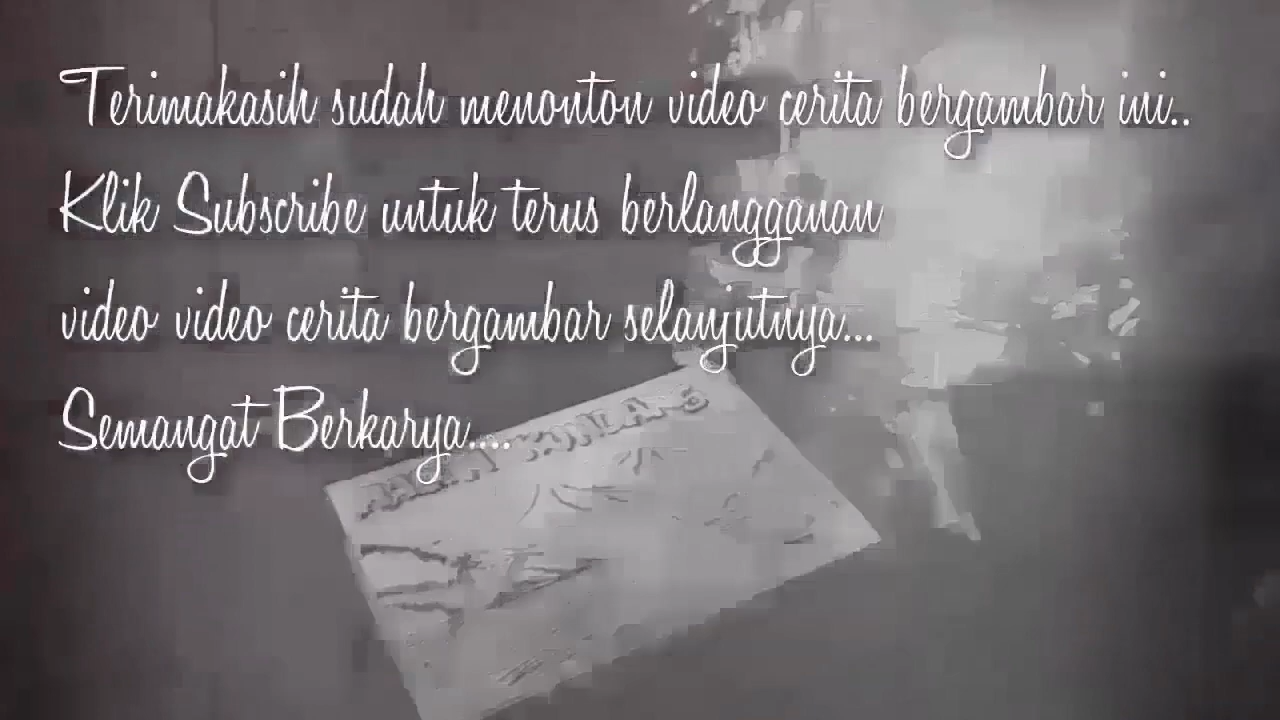 Terimakasih sudah menonton video cerita bergambar ini..
Klik Subscribe untuk terus berlangganan
video video cerita bergambar selanjutnya...
Semangat Berkarya....